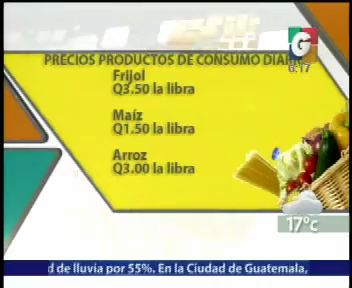 PRECIOS PRODUCTOS DE CONSUMO DIARIO
G
6:17
Frijol
Q3.50 la libra
Maíz
Q1.50 la libra
Arroz
Q3.00 la libra
17°c
d de lluvia por 55%. En la Ciudad de Guatemala,